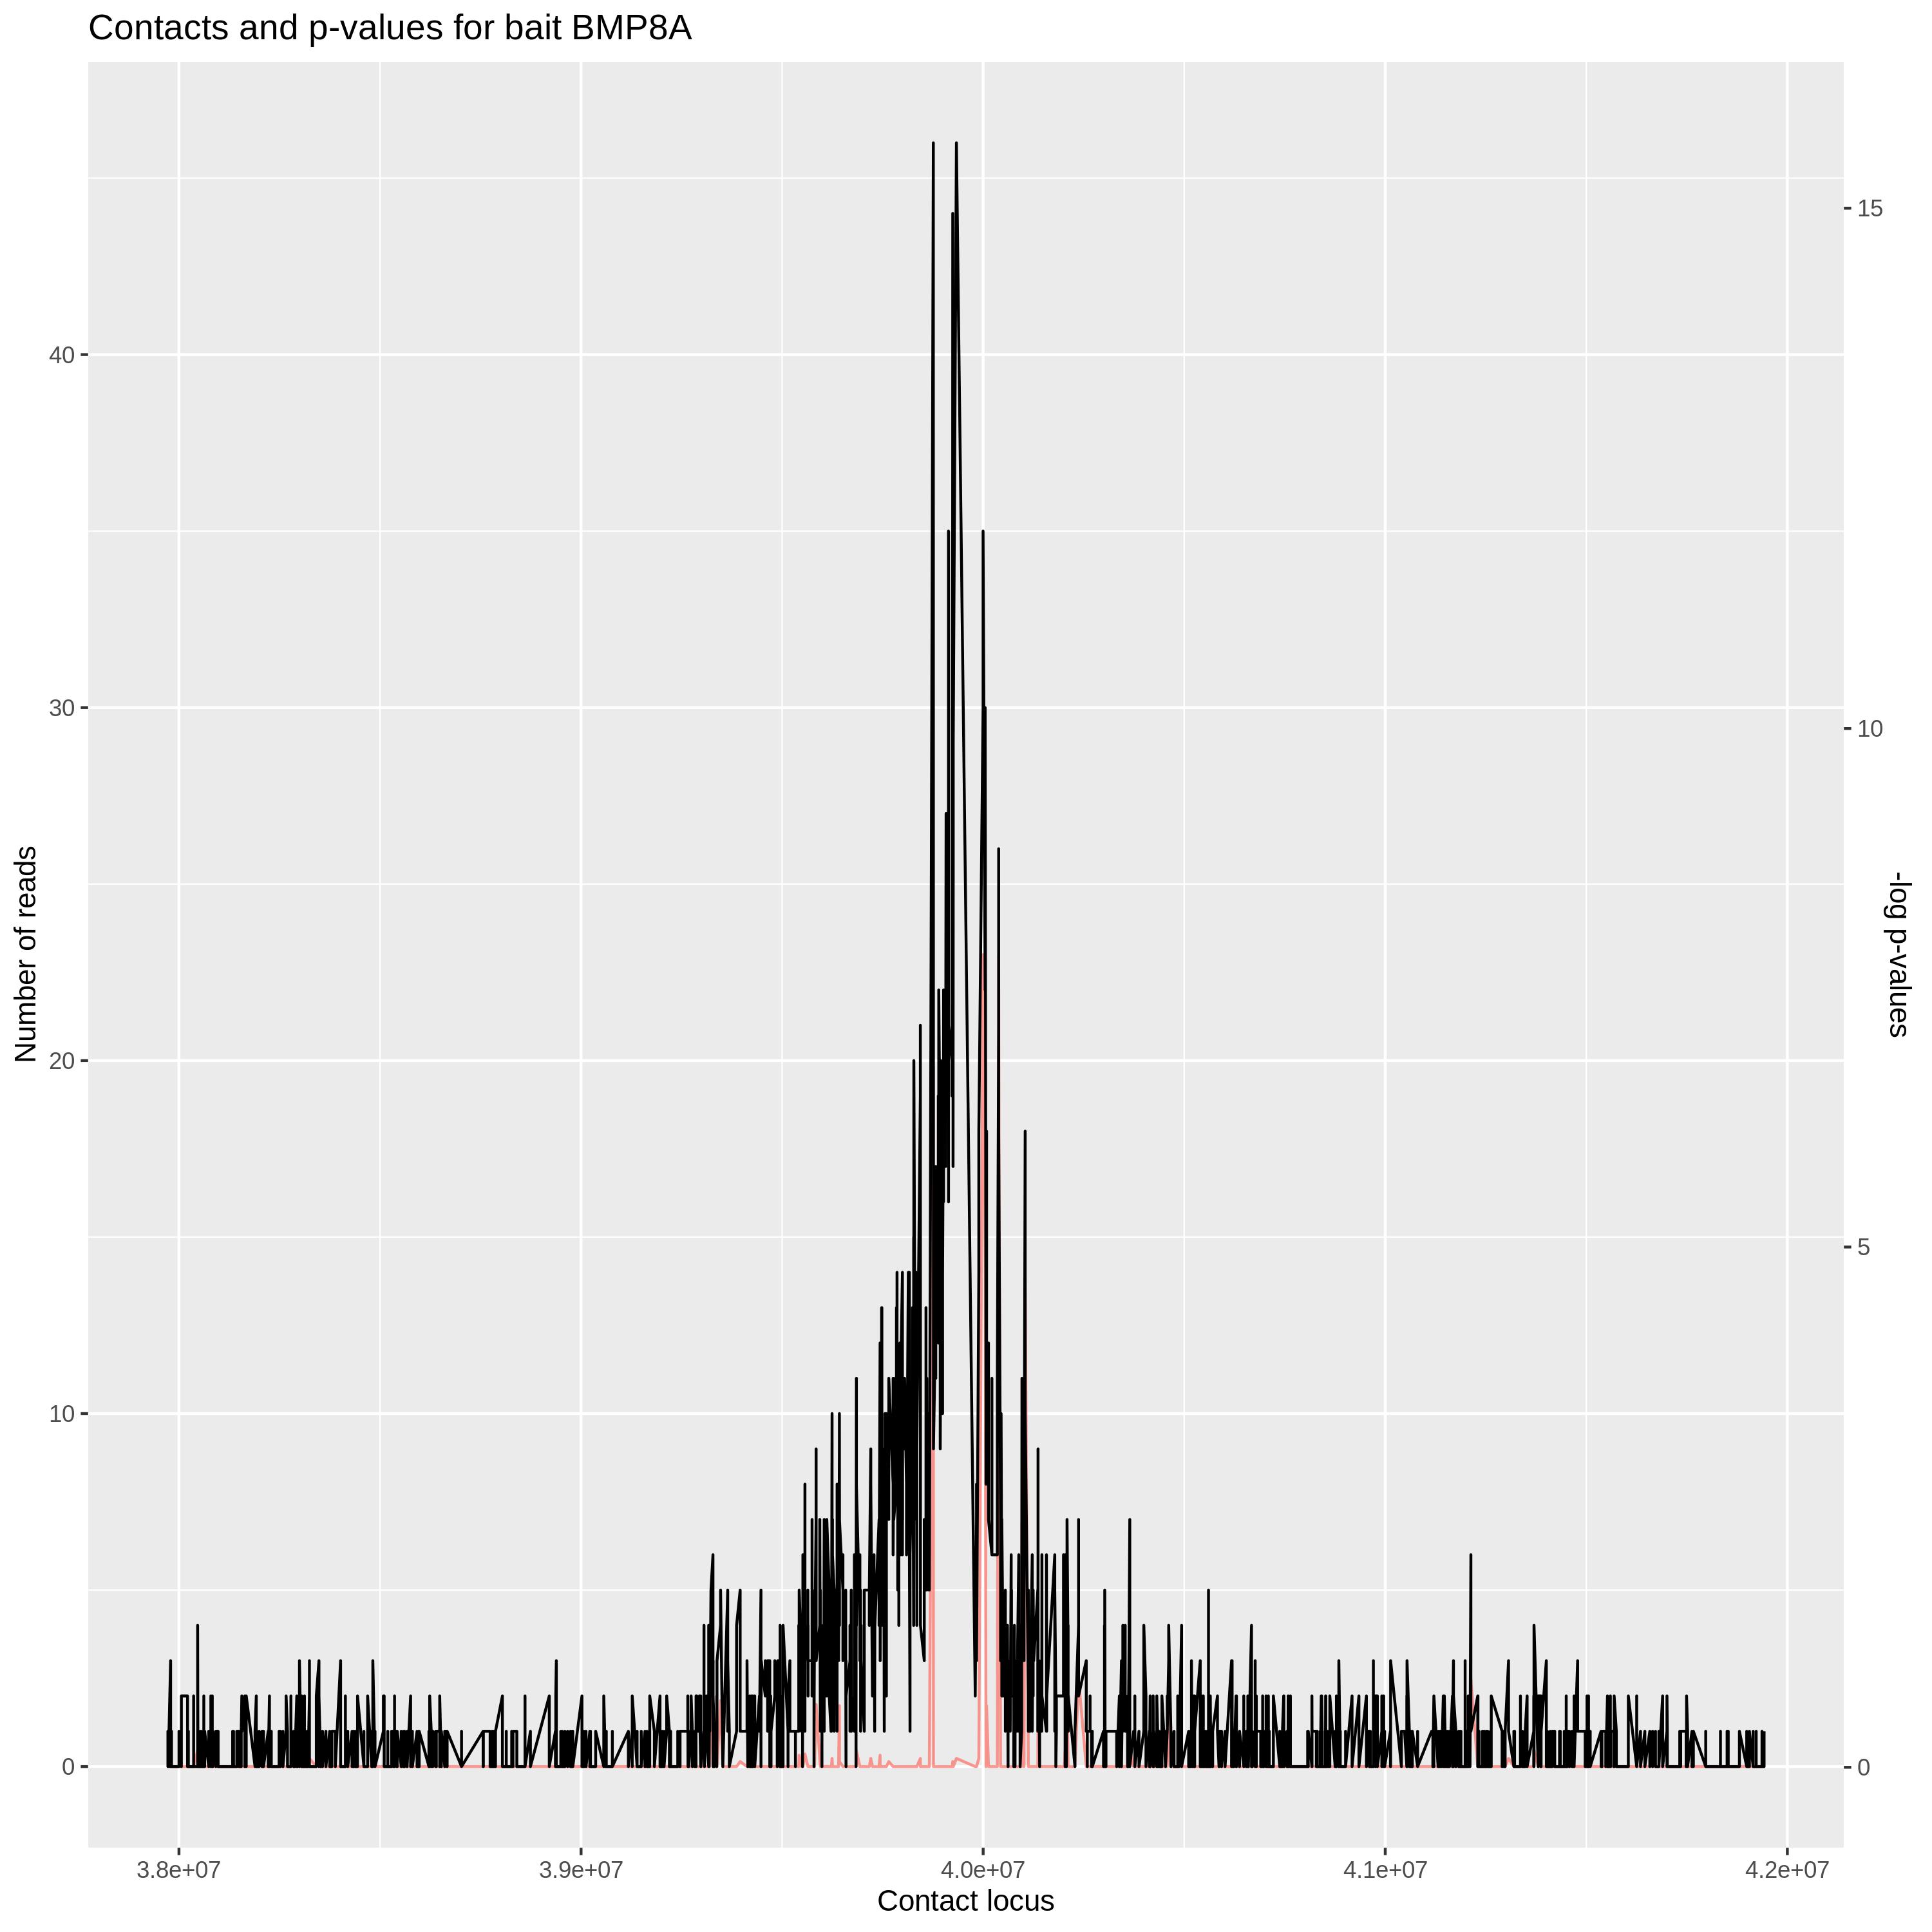 Contacts and p-values for bait BMP8A
Number of reads
40
30
20
10
0
15
10
5
0
-log p-values
3.8e+07
3.9e+07
4.0e+07
4.1e+07
4.2e+07
Contact locus